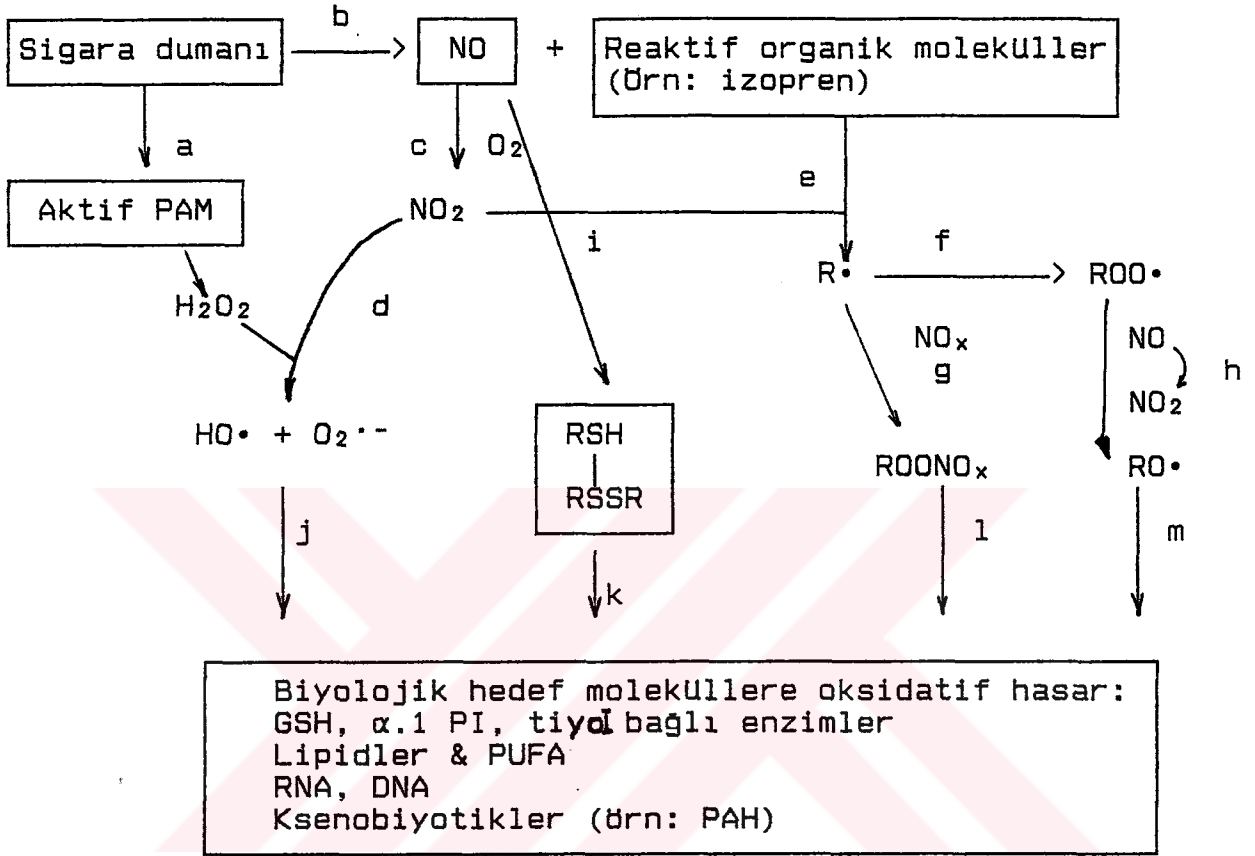 b
Sigara dumanı
NO
+
Reaktif organik moleküller
(Örn: izopren)
a
c
O2
e
Aktif PAM
NO2
i
f
R•
ROO•
H2O2
d
NOx
g
NO
h
NO2
HO• + O2•-
RSH
RSSR
ROONOx
RO•
j
k
l
m
Biyolojik hedef moleküllere oksidatif hasar:
GSH, α.1 PI, tiyol bağlı enzimler
Lipidler & PUFA
RNA, DNA
Ksenobiyotikler (örn: PAH)